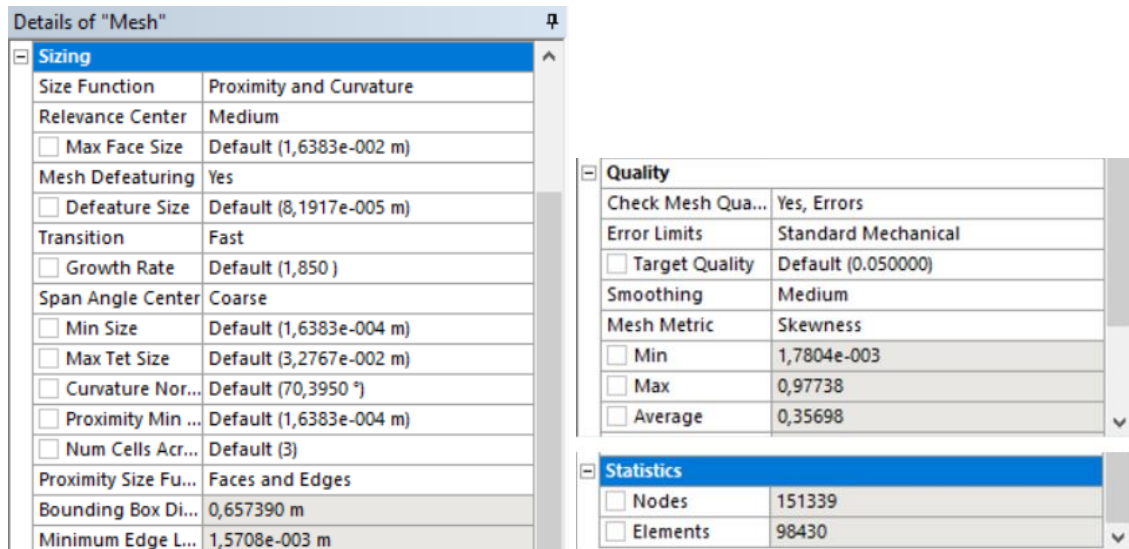 Details of "Mesh"
Sizing
Size Function Proximity and Curvature
Relevance Center Medium
Max Face Size Default (1,6383e-002 m)
Mesh Defeaturing Yes
Defeature Size Default (8,1917e-005 m)
Transition Fast
Growth Rate Default (1,850 )
Span Angle Center Coarse
Min Size Default (1,6383e-004 m)
Max Tet Size Default (3,2767e-002 m)
Curvature Nor... Default (70,3950 °)
Proximity Min ... Default (1,6383e-004 m)
Num Cells Acr... Default (3)
Proximity Size Fu... Faces and Edges
Bounding Box Di... 0,657390 m
Minimum Edge L... 1,5708e-003 m
Quality
Check Mesh Qua... Yes, Errors
Error Limits Standard Mechanical
Target Quality Default (0.050000)
Smoothing Medium
Mesh Metric Skewness
Min 1,7804e-003
Max 0,97738
Average 0,35698
Statistics
Nodes 151339
Elements 98430